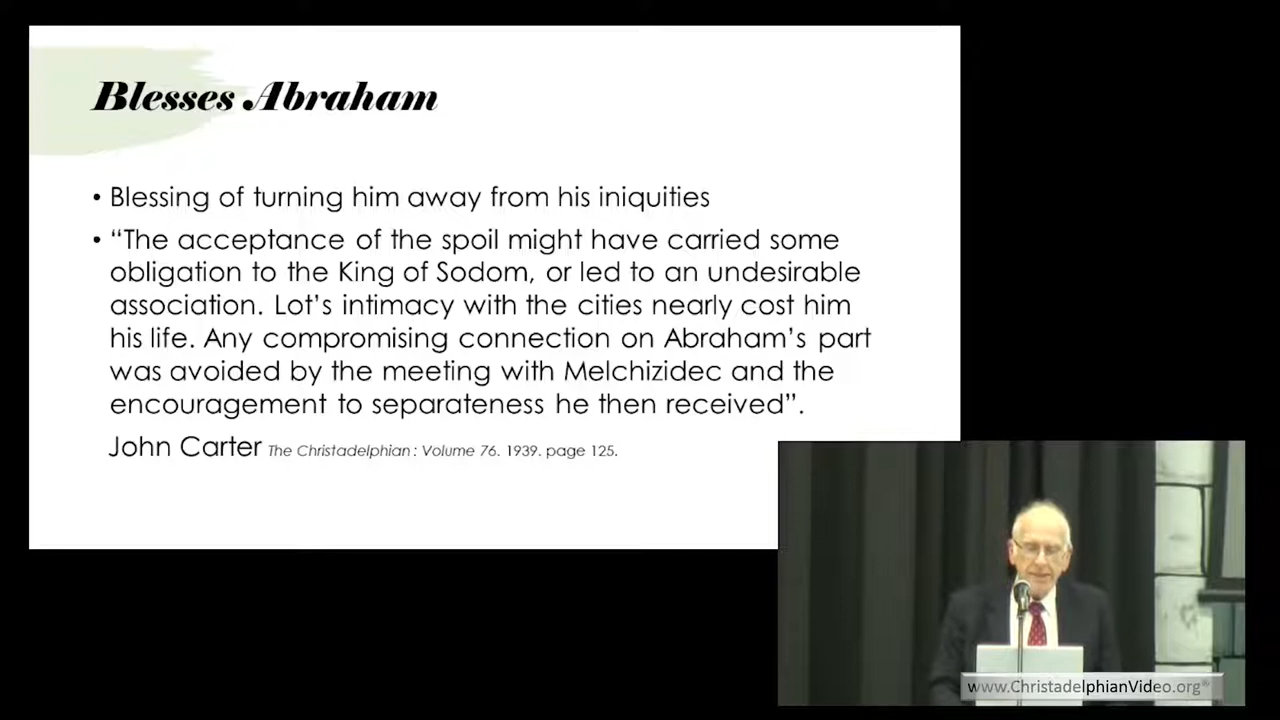 Blesses Abraham
• Blessing of turning him away from his iniquities
• “The acceptance of the spoil might have carried some
obligation to the King of Sodom, or led to an undesirable
association. Lot’s intimacy with the cities nearly cost him
his life. Any compromising connection on Abraham’s part
was avoided by the meeting with Melchizidec and the
encouragement to separateness he then received”.
John Carter The Christadelphian : Volume 76. 1939. page 125.
www.ChristadelphianVideo.org®